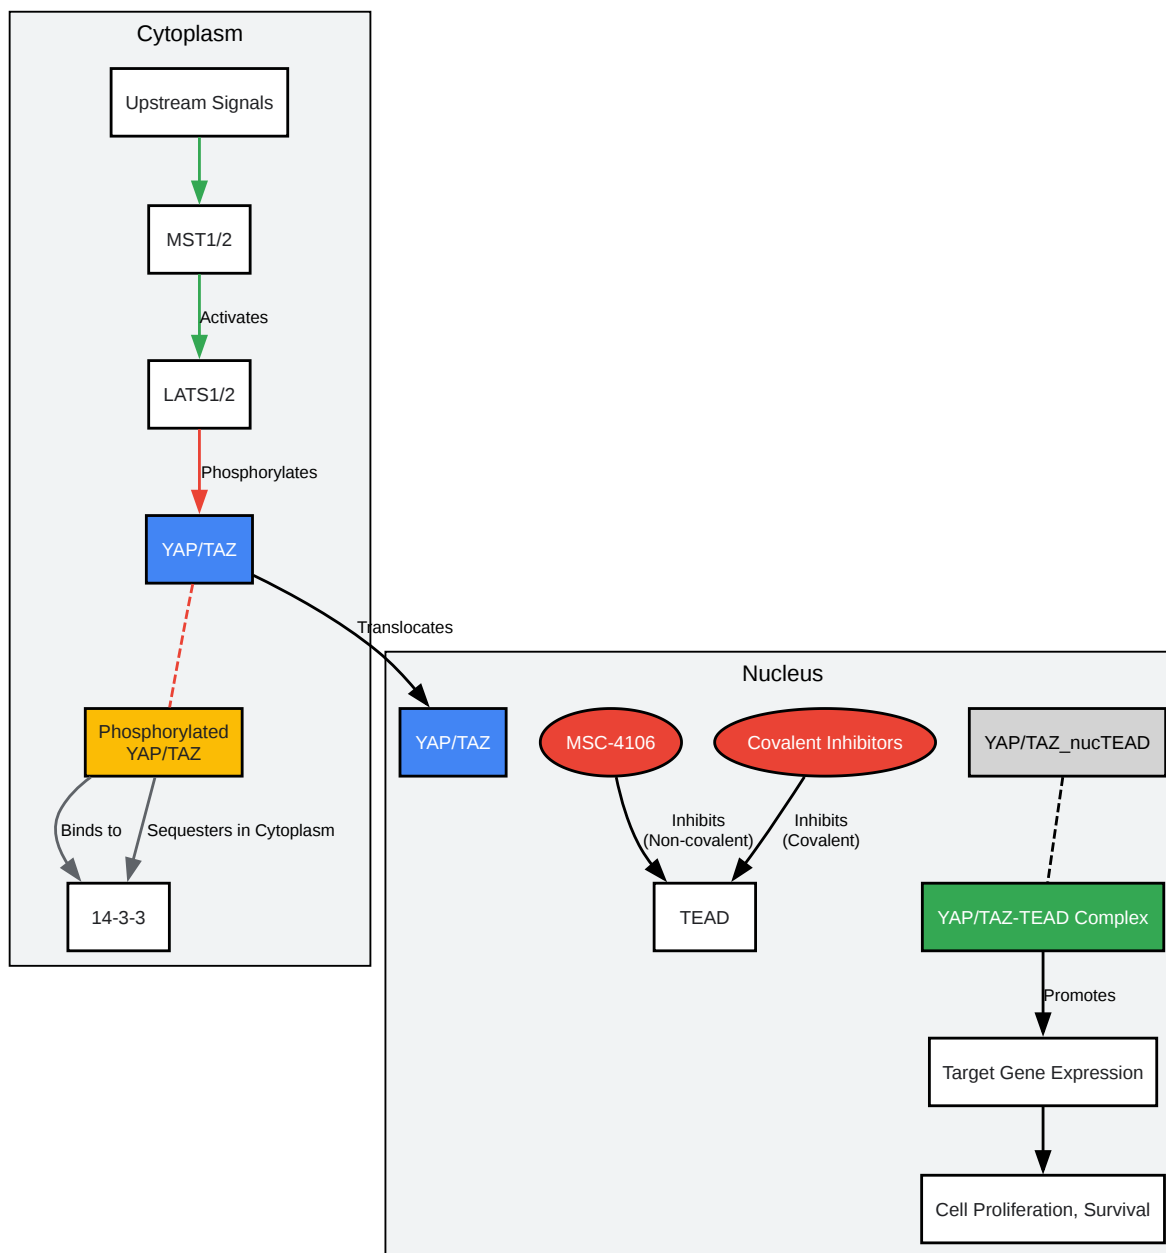 Cytoplasm
Upstream Signals
MST1/2
Activates
LATS1/2
Phosphorylates
YAP/TAZ
Translocates
Phosphorylated
YAP/TAZ
Binds to
Sequesters in Cytoplasm
14-3-3
Nucleus
YAP/TAZ
MSC-4106
Covalent Inhibitors
YAP/TAZ_nucTEAD
Inhibits
(Non-covalent)
Inhibits
(Covalent)
TEAD
YAP/TAZ-TEAD Complex
Promotes
Target Gene Expression
Cell Proliferation, Survival